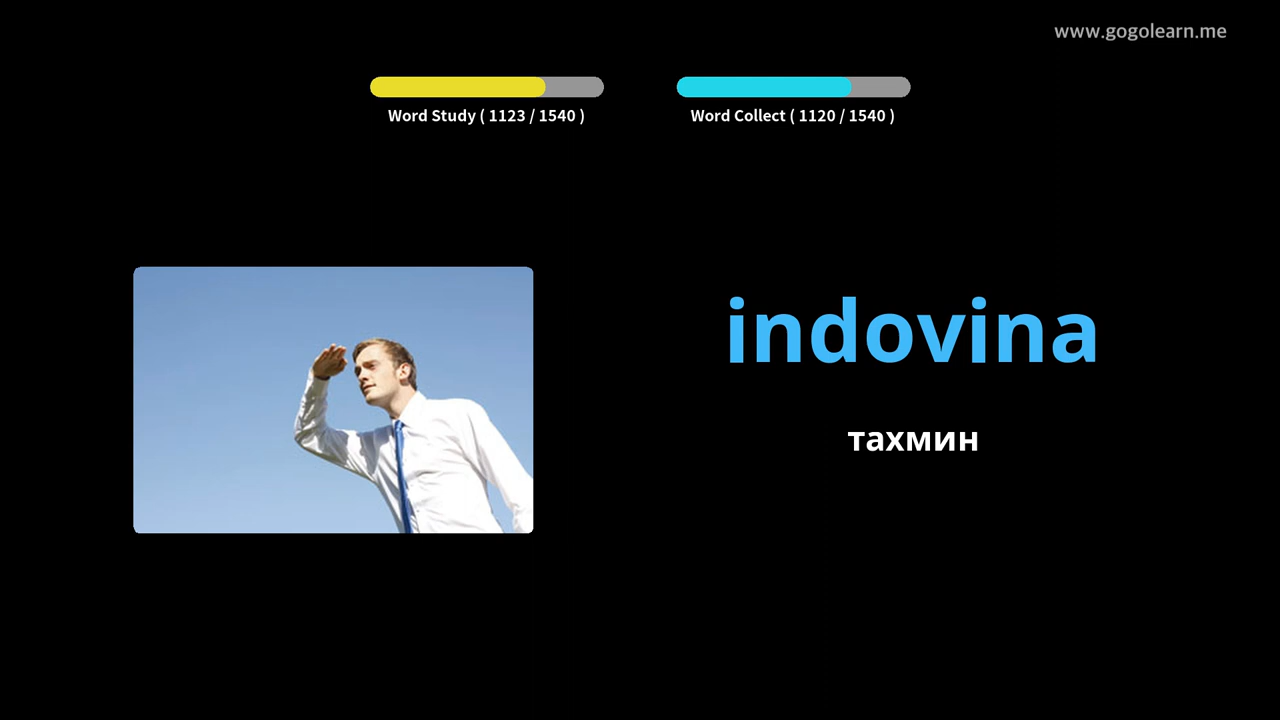 www.gogolearn.me
Word Study ( 1123 / 1540 )
Word Collect ( 1120 / 1540 )
indovina
тахмин